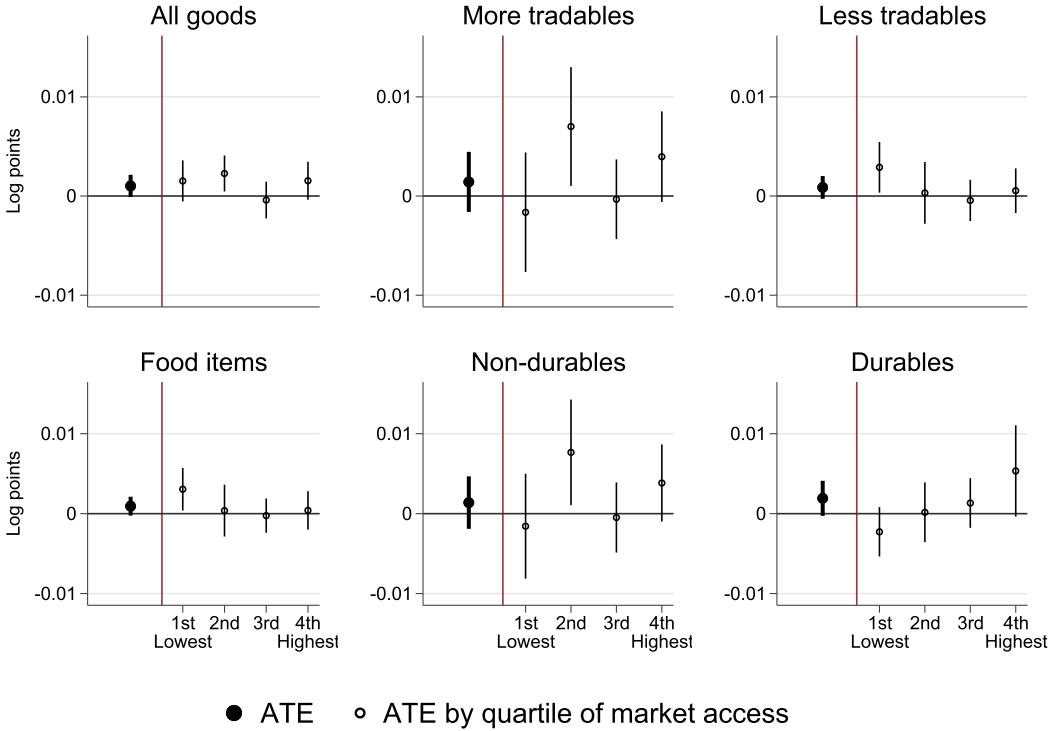 All goods
More tradables
Less tradables
Log points
0.01
0
-0.01
0.01
0
-0.01
0.01
0
-0.01
Food items
Non-durables
Durables
Log points
0.01
0
-0.01
1st 2nd 3rd 4th
Lowest Highest
0.01
0
-0.01
1st 2nd 3rd 4th
Lowest Highest
0.01
0
-0.01
1st 2nd 3rd 4th
Lowest Highest
ATE ATE by quartile of market access